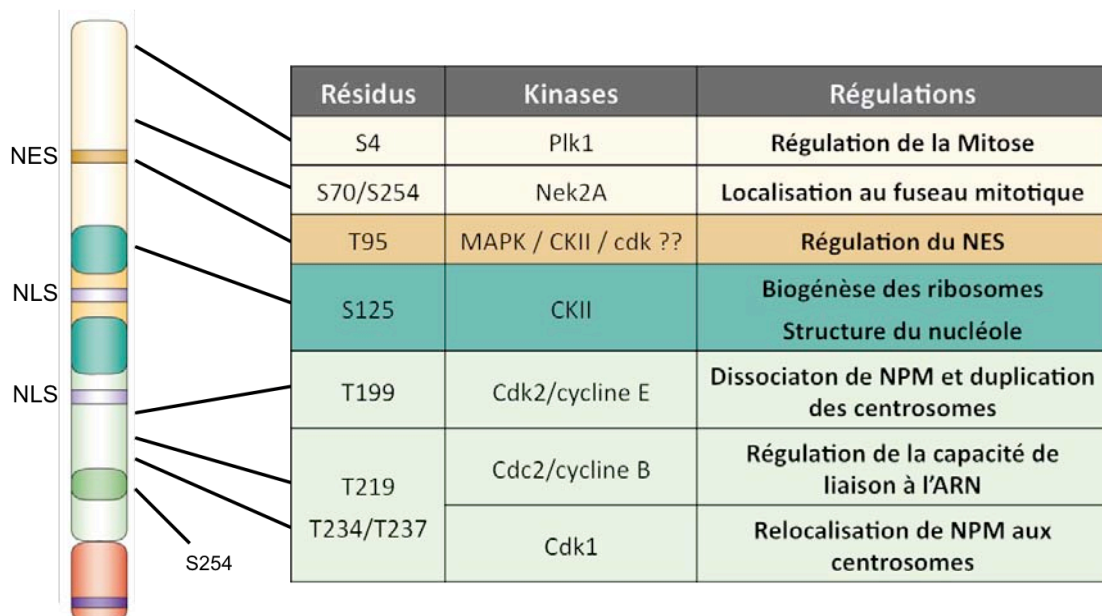 NES
NLS
NLS
S254
Résidus Kinases Régulations
S4 Plk1 Régulation de la Mitose
S70/S254 Nek2A Localisation au fuseau mitotique
T95 MAPK / CKII / cdk ?? Régulation du NES
S125 CKII Biogénèse des ribosomes
Structure du nucléole
T199 Cdk2/cycline E Dissociaton de NPM et duplication
des centrosomes
T219 Cdc2/cycline B Régulation de la capacité de
liaison à l'ARN
T234/T237 Cdk1 Relocalisation de NPM aux
centrosomes